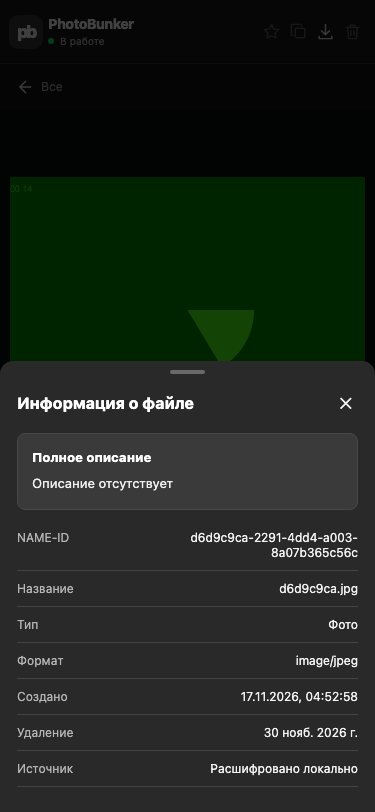 pb
PhotoBunker
В работе
Все
00:14
Информация о файле
Полное описание
Описание отсутствует
NAME-ID
d6d9c9ca-2291-4dd4-a003-
8a07b365c56c
Название
d6d9c9ca.jpg
Тип
Фото
Формат
image/jpeg
Создано
17.11.2026, 04:52:58
Удаление
30 нояб. 2026 г.
Источник
Расшифровано локально